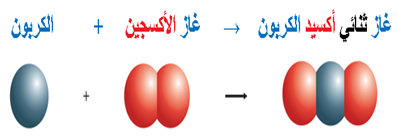 الكربون + غاز الأكسجين → غاز ثنائي أكسيد الكربون
+ →